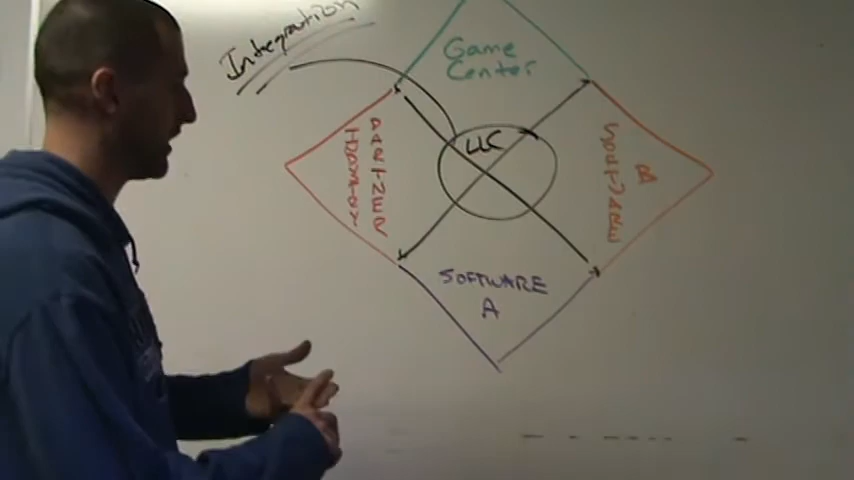 Integration
Game
Center
LLC
PARTNER
SOFTWARE
B
SOFTWARE
A